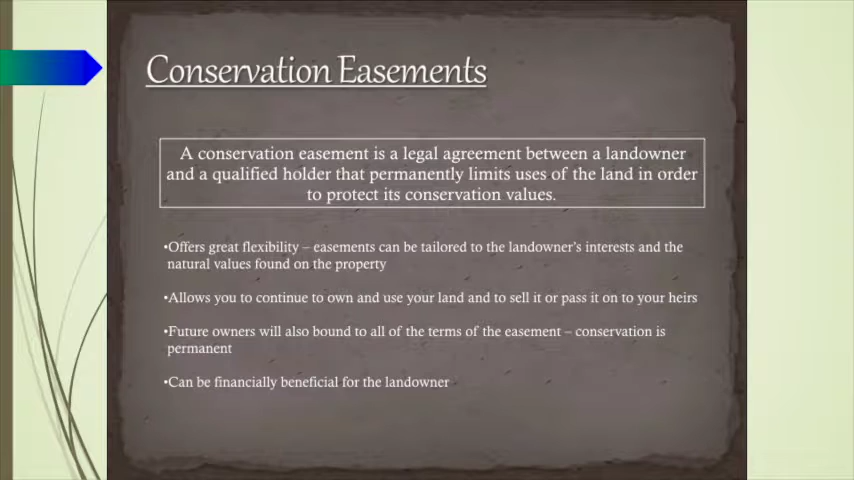 Conservation Easements
A conservation easement is a legal agreement between a landowner
and a qualified holder that permanently limits uses of the land in order
to protect its conservation values.
•Offers great flexibility – easements can be tailored to the landowner's interests and the
natural values found on the property
•Allows you to continue to own and use your land and to sell it or pass it on to your heirs
•Future owners will also bound to all of the terms of the easement – conservation is
permanent
•Can be financially beneficial for the landowner